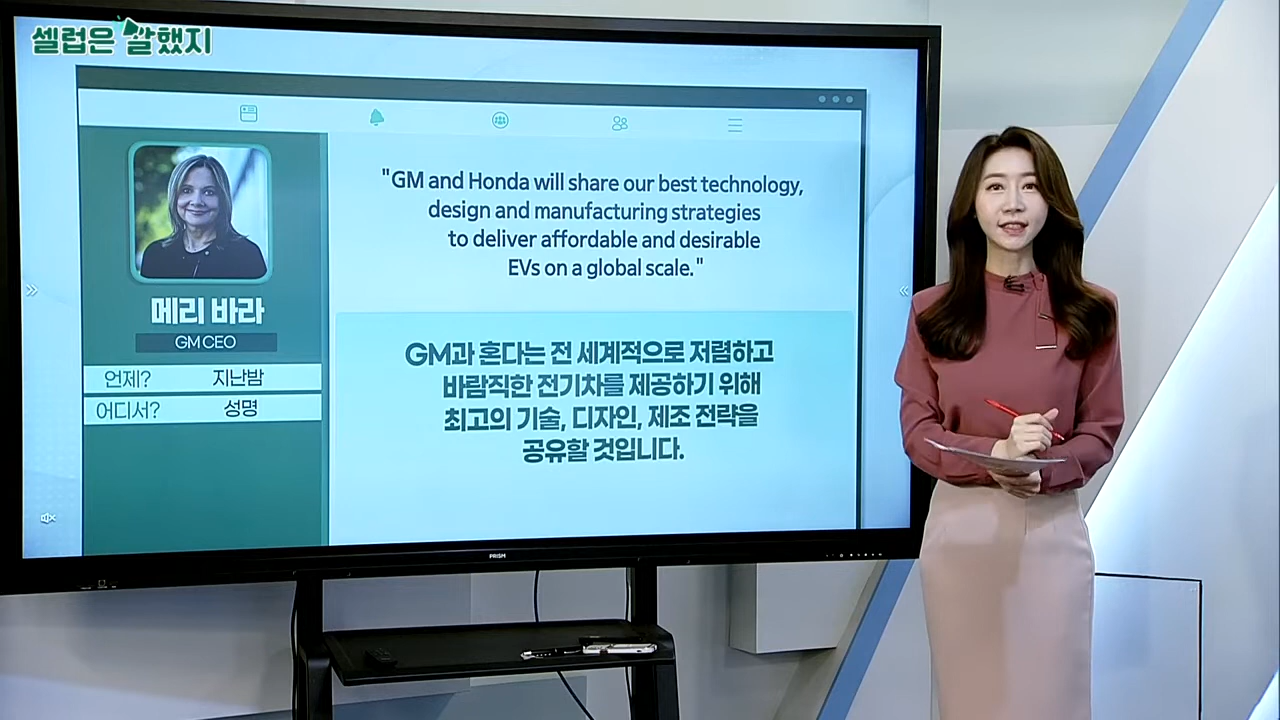 셀럽은 말했지
메리 바라
GM CEO
언제? 지난밤
어디서? 성명
"GM and Honda will share our best technology,
design and manufacturing strategies
to deliver affordable and desirable
EVs on a global scale."
GM과 혼다는 전 세계적으로 저렴하고
바람직한 전기차를 제공하기 위해
최고의 기술, 디자인, 제조 전략을
공유할 것입니다.
PRISM